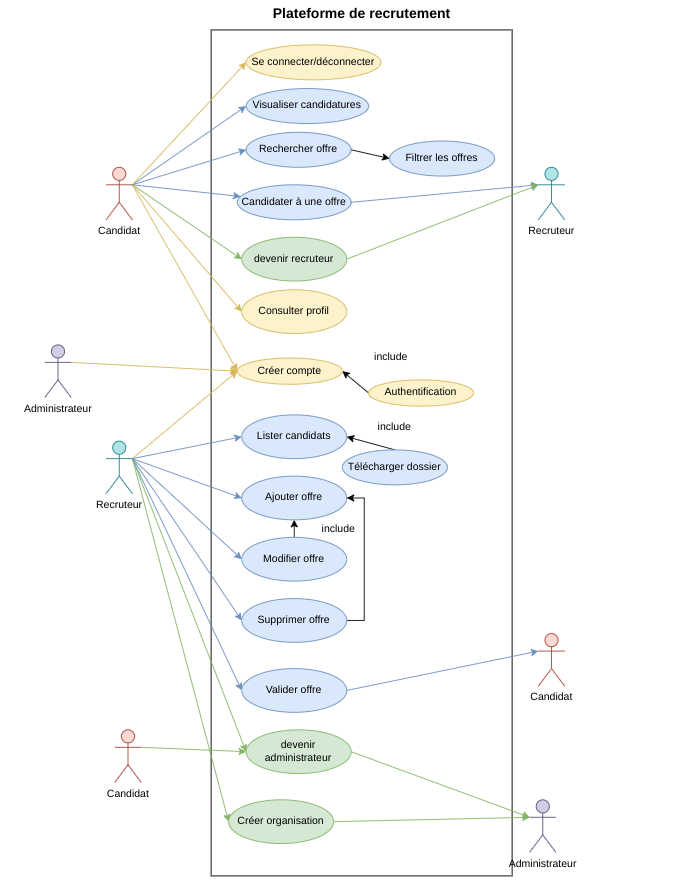 Plateforme de recrutement
Se connecter/déconnecter
Visualiser candidatures
Rechercher offre
Filtrer les offres
Candidater à une offre
Candidat
Recruteur
devenir recruteur
Consulter profil
include
Créer compte
Authentification
Administrateur
include
Lister candidats
Télécharger dossier
Ajouter offre
Recruteur
include
Modifier offre
Supprimer offre
Valider offre
Candidat
devenir
administrateur
Candidat
Créer organisation
Administrateur